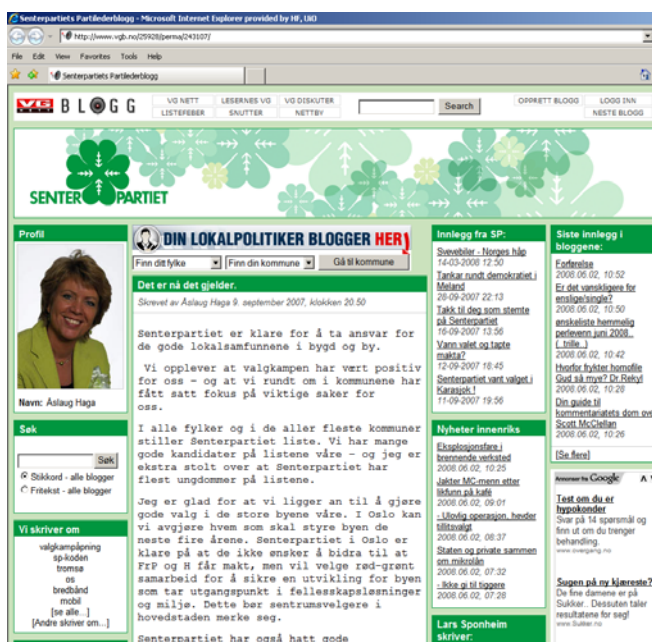 Senterpartiets Partilederblogg - Microsoft Internet Explorer provided by HF, UiO
http://www.vgb.no/25928/perma/243107/
File Edit View Favorites Tools Help
Senterpartiets Partilederblogg
VG NETT BLOGG
VG NETT LESERNES VG VG DISKUTER
LISTEFEBER SNUTTER NETTBY
Search
OPPRETT BLOGG LOGG INN
NESTE BLOGG
SENTERPARTIET
Profil
Navn: Åslaug Haga
Søk
Søk
Stikkord - alle blogger
Fritekst - alle blogger
Vi skriver om
valgkampåpning
sp-koden
tromsø
os
bredbånd
mobil
[se alle...]
[Andre skriver om...]
DIN LOKALPOLITIKER BLOGGER HER
Finn ditt fylke Finn din kommune Gå til kommune
Det er nå det gjelder.
Skrevet av Åslaug Haga 9. september 2007, klokken 20:50
Senterpartiet er klare for å ta ansvar for
de gode lokalsamfunnene i bygd og by.
Vi opplever at valgkampen har vært positiv
for oss - og at vi rundt om i kommunene har
fått satt fokus på viktige saker for
oss.
I alle fylker og i de aller fleste kommuner
stiller Senterpartiet liste. Vi har mange
gode kandidater på listene våre - og jeg er
ekstra stolt over at Senterpartiet har
flest ungdommer på listene.
Jeg er glad for at vi ligger an til å gjøre
gode valg i de store byene våre. I Oslo kan
vi avgjøre hvem som skal styre byen de
neste fire årene. Senterpartiet i Oslo er
klare på at de ikke ønsker å bidra til at
FrP og H får makt, men vil velge rød-grønt
samarbeid for å sikre en utvikling for byen
som tar utgangspunkt i fellesskapsløsninger
og miljø. Dette bør sentrumsvelgere i
hovedstaden merke seg.
Senterpartiet har også hatt gode
Innlegg fra SP:
Svevebiler - Norges håp
14-03-2008 12:50
Tankar rundt demokratiet i
Meland
28-09-2007 22:13
Takk til deg som stemte
på Senterpartiet
16-09-2007 13:56
Vann valet og tapte
makta?
12-09-2007 18:45
Senterpartiet vant valget i
Karasjok !
11-09-2007 19:56
Nyheter innenriks
Eksplosjonsfare i
brennende verksted
2008.06.02, 10:25
Jakter MC-menn etter
likfunn på kafé
2008.06.02, 09:01
- Ulovlig operasjon, hevder
tillitsvalgt
2008.06.02, 08:37
Staten og private sammen
om mikrolån
2008.06.02, 07:32
- Ikke gi til tiggere
2008.06.02, 07:28
Lars Sponheim
skriver:
Siste innlegg i
bloggene:
Forførelse
2008.06.02, 10:52
Er det vanskligere for
enslige/single?
2008.06.02, 10:50
ønskeliste hemmelig
perlevenn juni 2008...
( trille )
2008.06.02, 10:42
Hvorfor frykter homofile
Gud så mye? Dr.Rekyl
2008.06.02, 10:28
Din guide til
kommentariatets dom over
Scott McClellan
2008.06.02, 10:26
[Se flere]
Annonser fra Google
Test om du er
hypokonder
Svar på 14 spørsmål og
finn ut om du trenger
behandling.
www.overgang.no
Sugen på ny kjæreste?
De fine damene er på
Sukker.. Dessuten taler
resultatene for seg!
www.Sukker.no